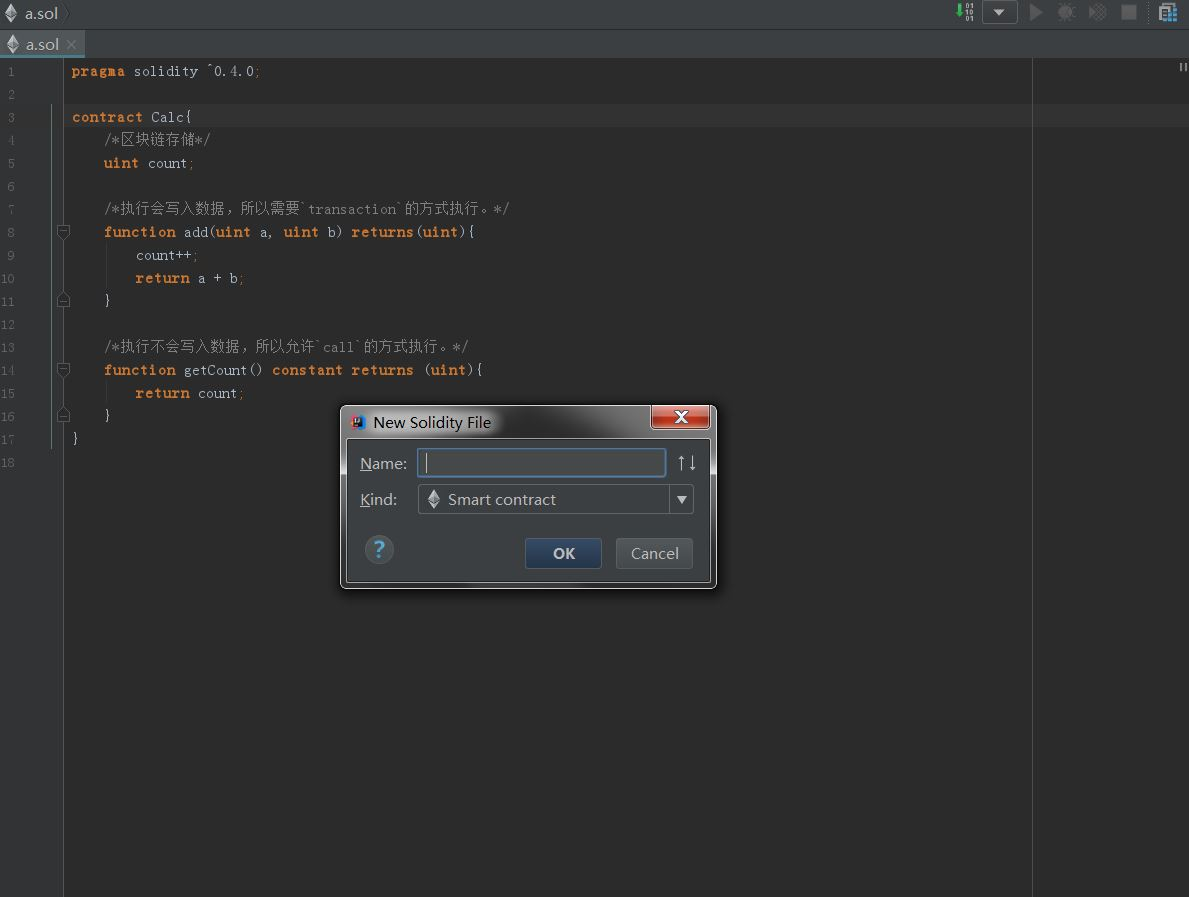 a.sol
a.sol
1 pragma solidity ^0.4.0;
2
3 contract Calc{
4 /*区块链存储*/
5 uint count;
6
7 /*执行会写入数据，所以需要`transaction`的方式执行。*/
8 function add(uint a, uint b) returns(uint){
9 count++;
10 return a + b;
11 }
12
13 /*执行不会写入数据，所以允许`call`的方式执行。*/
14 function getCount() constant returns (uint){
15 return count;
16 }
17 }
18
New Solidity File
Name:
Kind: Smart contract
? OK Cancel